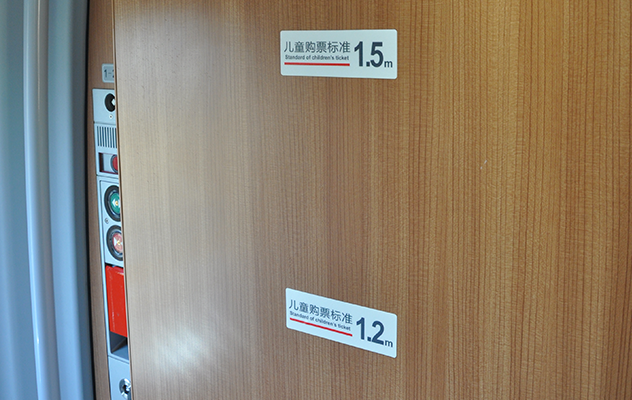 儿童购票标准
Standard of children's ticket
1.5m
儿童购票标准
Standard of children's ticket
1.2m